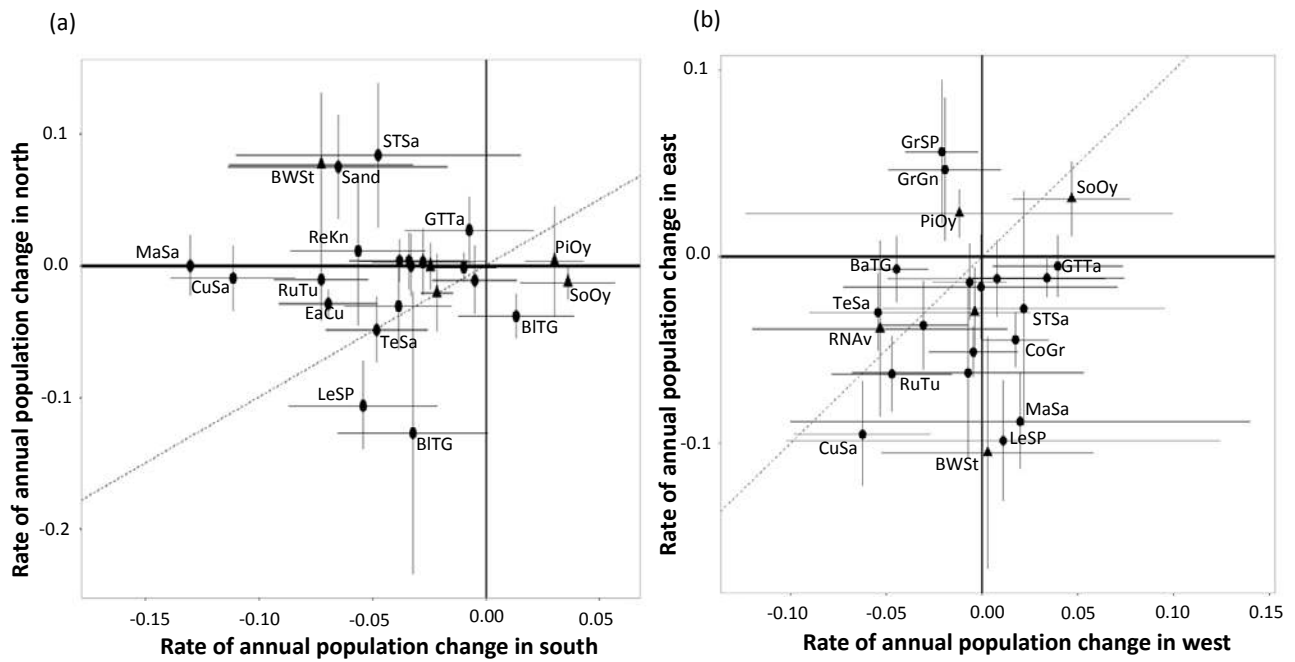 (a)
Rate of annual population change in north
0.1
0.0
-0.1
-0.2
STSa
BWSt
Sand
GTTa
ReKn
PiOy
MaSa
CuSa
RuTu
SoOy
EaCu
BITG
TeSa
LeSP
BITG
-0.15
-0.10
-0.05
0.00
0.05
Rate of annual population change in south
(b)
Rate of annual population change in east
0.1
0.0
-0.1
GrSP
GrGn
SoOy
PiOy
BaTG
GTTa
TeSa
STSa
RNAv
CoGr
RuTu
MaSa
CuSa
LeSP
BWSt
-0.10
-0.05
0.00
0.05
0.10
0.15
Rate of annual population change in west